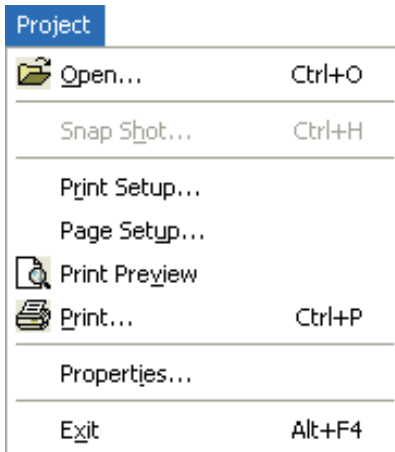 Project
Open... Ctrl+O
Snap Shot... Ctrl+H
Print Setup...
Page Setup...
Print Preview
Print... Ctrl+P
Properties...
Exit Alt+F4